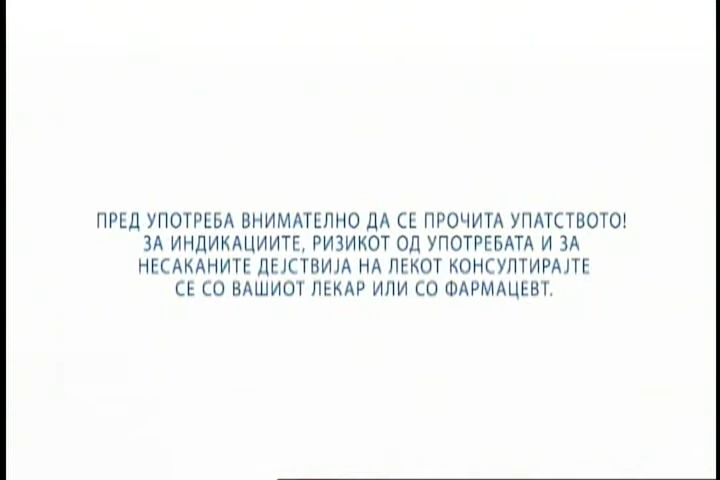 ПРЕД УПОТРЕБА ВНИМАТЕЛНО ДА СЕ ПРОЧИТА УПАТСТВОТО!
ЗА ИНДИКАЦИИТЕ, РИЗИКОТ ОД УПОТРЕБАТА И ЗА
НЕСАКАНИТЕ ДЕЈСТВИЈА НА ЛЕКОТ КОНСУЛТИРАЈТЕ
СЕ СО ВАШИОТ ЛЕКАР ИЛИ СО ФАРМАЦЕВТ.